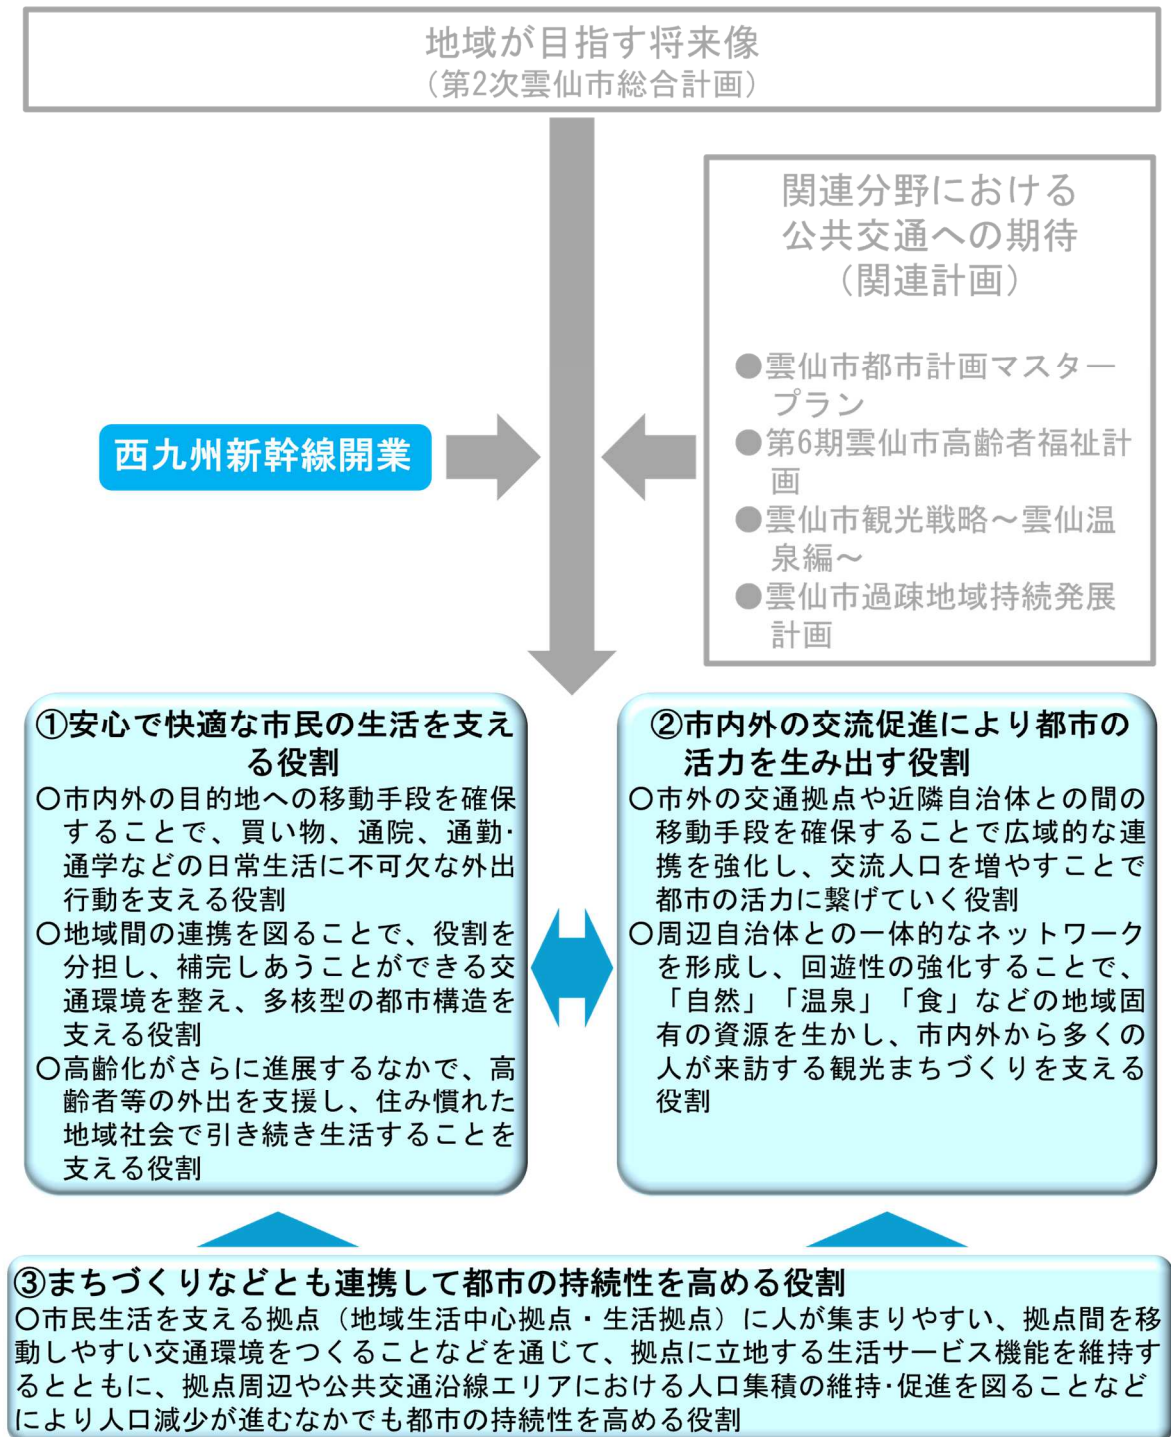 地域が目指す将来像
（第2次雲仙市総合計画）
関連分野における
公共交通への期待
（関連計画）
●雲仙市都市計画マスター
プラン
●第6期雲仙市高齢者福祉計
画
●雲仙市観光戦略～雲仙温
泉編～
●雲仙市過疎地域持続発展
計画
西九州新幹線開業
①安心で快適な市民の生活を支え
る役割
○市内外の目的地への移動手段を確保
することで、買い物、通院、通勤･
通学などの日常生活に不可欠な外出
行動を支える役割
○地域間の連携を図ることで、役割を
分担し、補完しあうことができる交
通環境を整え、多核型の都市構造を
支える役割
○高齢化がさらに進展するなかで、高
齢者等の外出を支援し、住み慣れた
地域社会で引き続き生活することを
支える役割
②市内外の交流促進により都市の
活力を生み出す役割
○市外の交通拠点や近隣自治体との間の
移動手段を確保することで広域的な連
携を強化し、交流人口を増やすことで
都市の活力に繋げていく役割
○周辺自治体との一体的なネットワーク
を形成し、回遊性の強化することで、
「自然」「温泉」「食」などの地域固
有の資源を生かし、市内外から多くの
人が来訪する観光まちづくりを支える
役割
③まちづくりなどとも連携して都市の持続性を高める役割
○市民生活を支える拠点（地域生活中心拠点・生活拠点）に人が集まりやすい、拠点間を移
動しやすい交通環境をつくることなどを通じて、拠点に立地する生活サービス機能を維持す
るとともに、拠点周辺や公共交通沿線エリアにおける人口集積の維持･促進を図ることなど
により人口減少が進むなかでも都市の持続性を高める役割